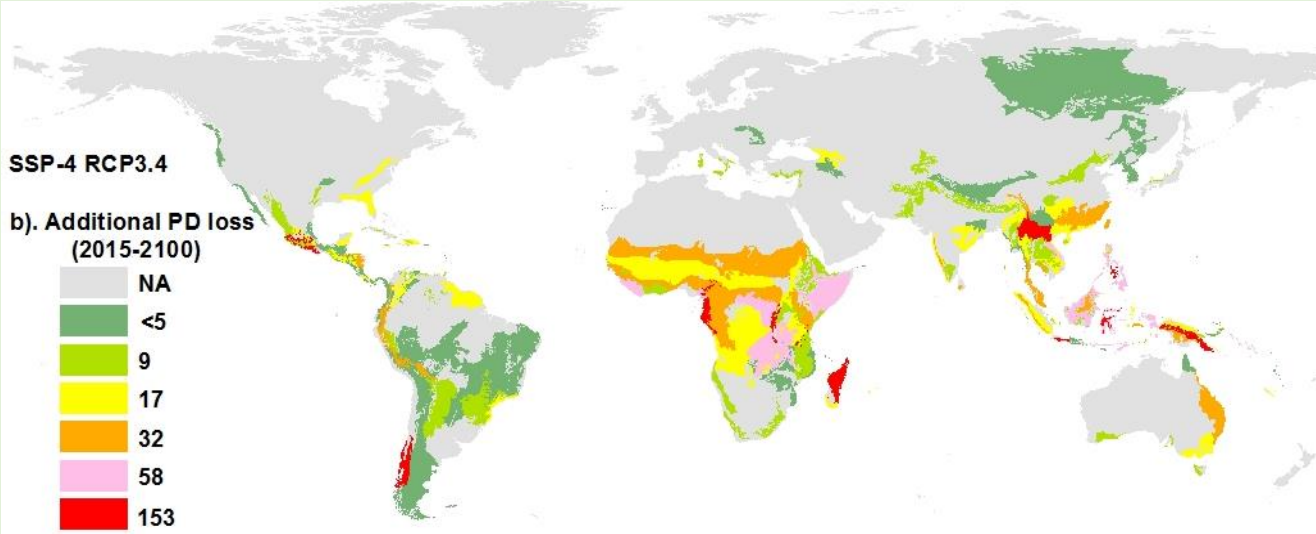 SSP-4 RCP3.4
b). Additional PD loss
(2015-2100)
NA
<5
9
17
32
58
153